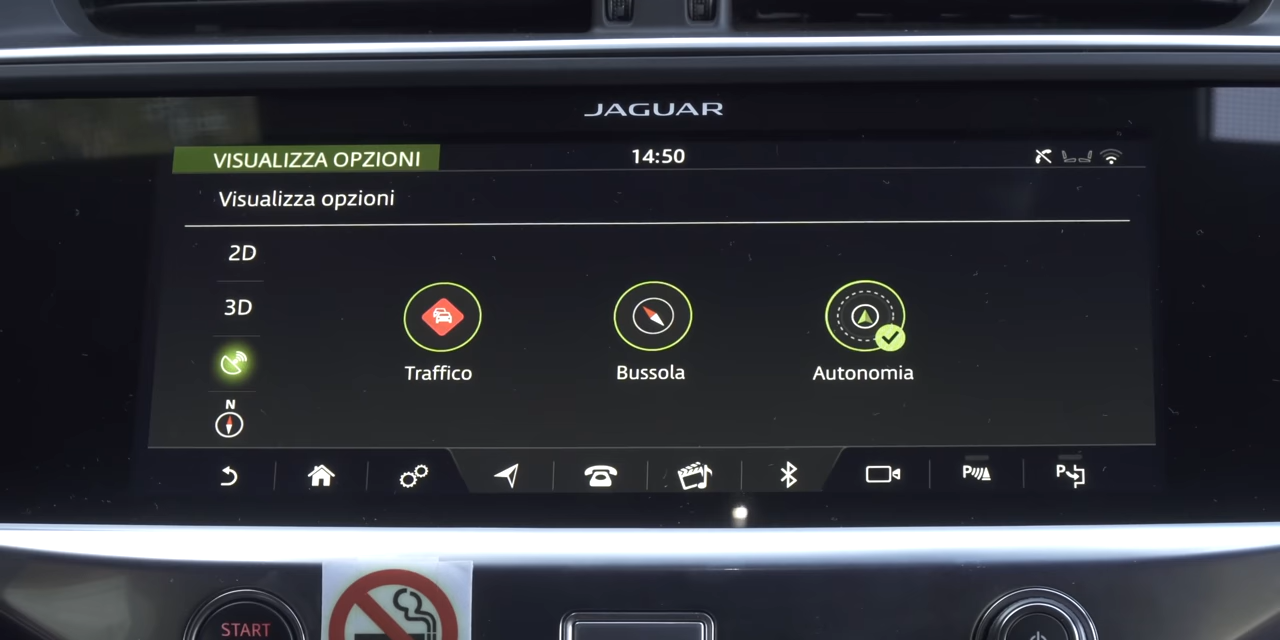 JAGUAR
VISUALIZZA OPZIONI
14:50
Visualizza opzioni
2D
3D
Traffico
Bussola
Autonomia
N
P
P
START